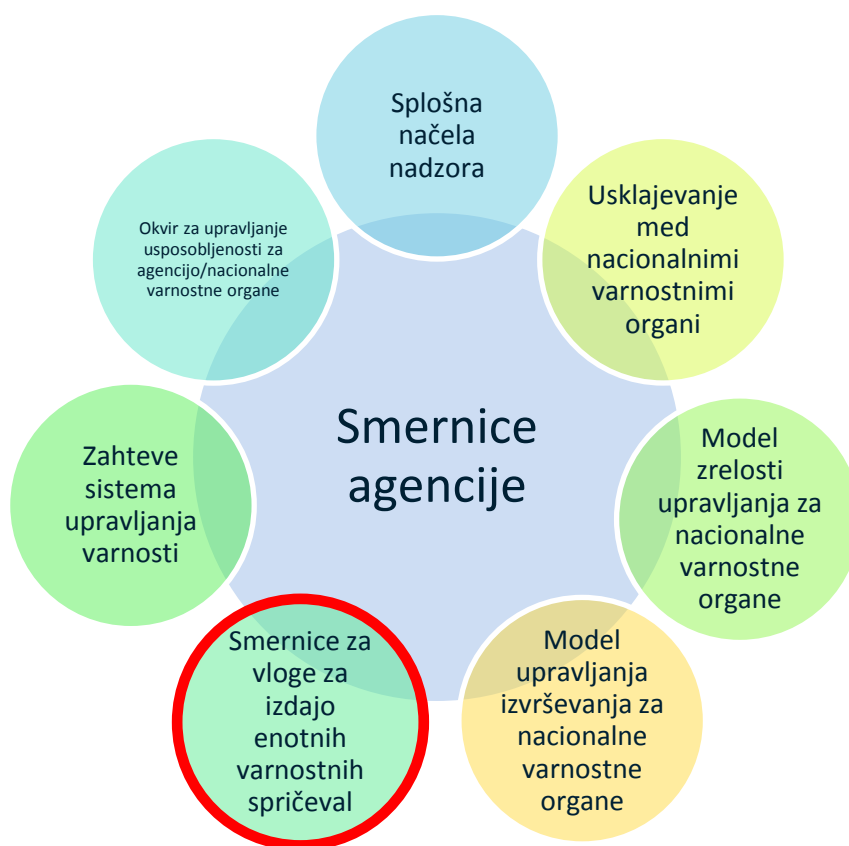 Splošna
načela
nadzora
Usklajevanje
med
nacionalnimi
varnostnimi
organi
Okvir za upravljanje
usposobljenosti za
agencijo/nacionalne
varnostne organe
Smernice
agencije
Model
zrelosti
upravljanja za
nacionalne
varnostne
organe
Zahteve
sistema
upravljanja
varnosti
Smernice za
vloge za
izdajo
enotnih
varnostnih
spričeval
Model
upravljanja
izvrševanja za
nacionalne
varnostne
organe